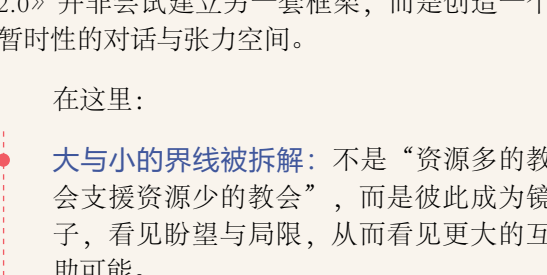 2.0》并非尝试建立另一套框架，而是创造一个
暂时性的对话与张力空间。
在这里：
大与小的界线被拆解：不是“资源多的教
会支援资源少的教会”，而是彼此成为镜
子，看见盼望与局限，从而看见更大的互
助可能。